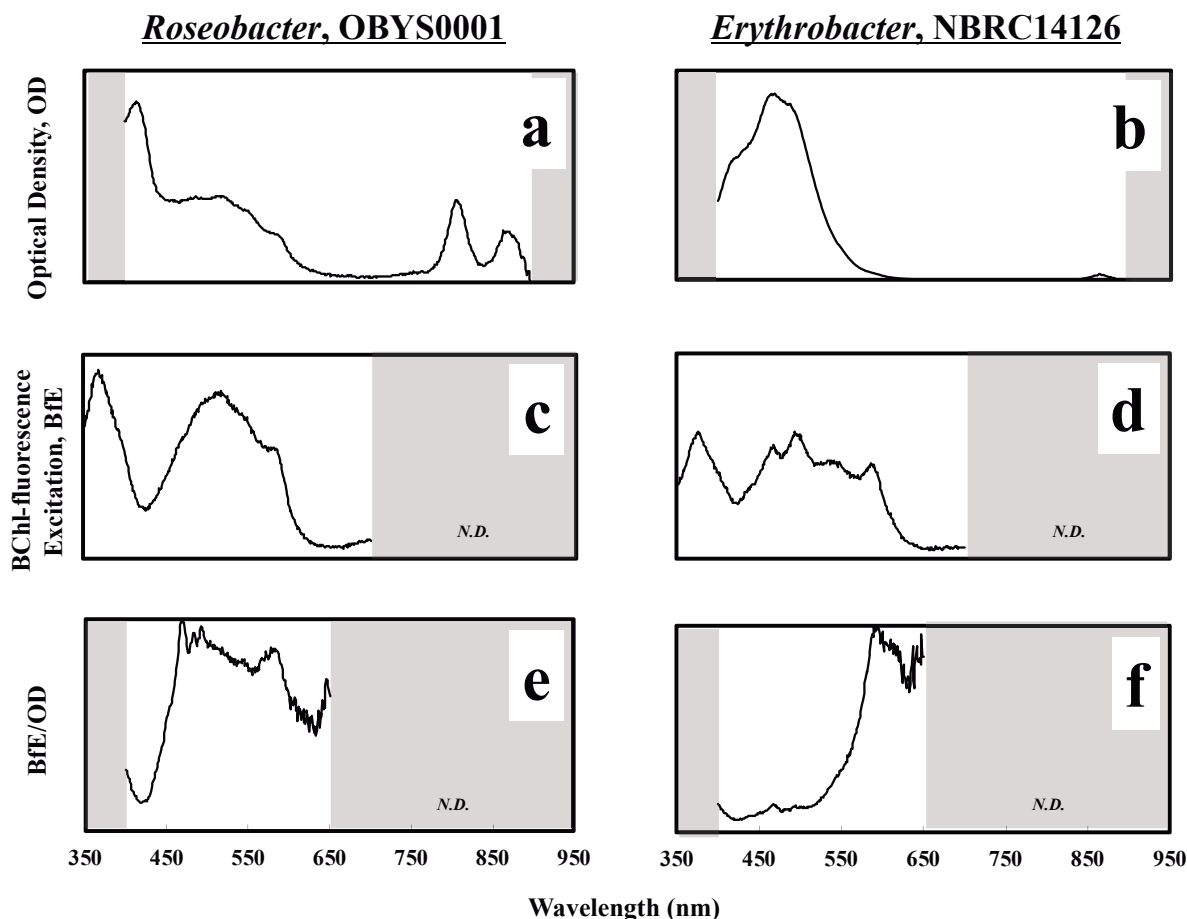 Roseobacter, OBYS0001
Erythrobacter, NBRC14126
Optical Density, OD
a
b
BChl-fluorescence
Excitation, BfE
c
N.D.
d
N.D.
BfE/OD
e
N.D.
f
N.D.
350 450 550 650 750 850 950
350 450 550 650 750 850 950
Wavelength (nm)